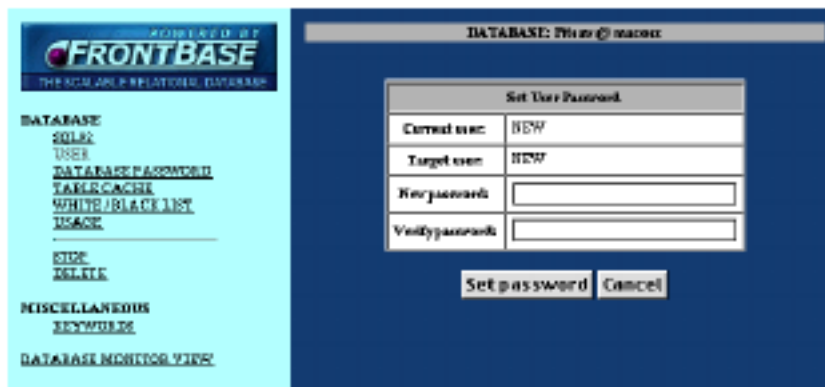 POWERED BY
FRONTBASE
THE SCALABLE RELATIONAL DATABASE
DATABASE
SQL92
USER
DATABASE PASSWORD
TABLE CACHE
WHITE/BLACK LIST
USAGE
STOP
DELETE
MISCELLANEOUS
KEYWORDS
DATABASE MONITOR VIEW
DATABASE: @ macosx
Set User Password
Current user: NEW
Target user: NEW
New password:
Verify password:
Set password Cancel